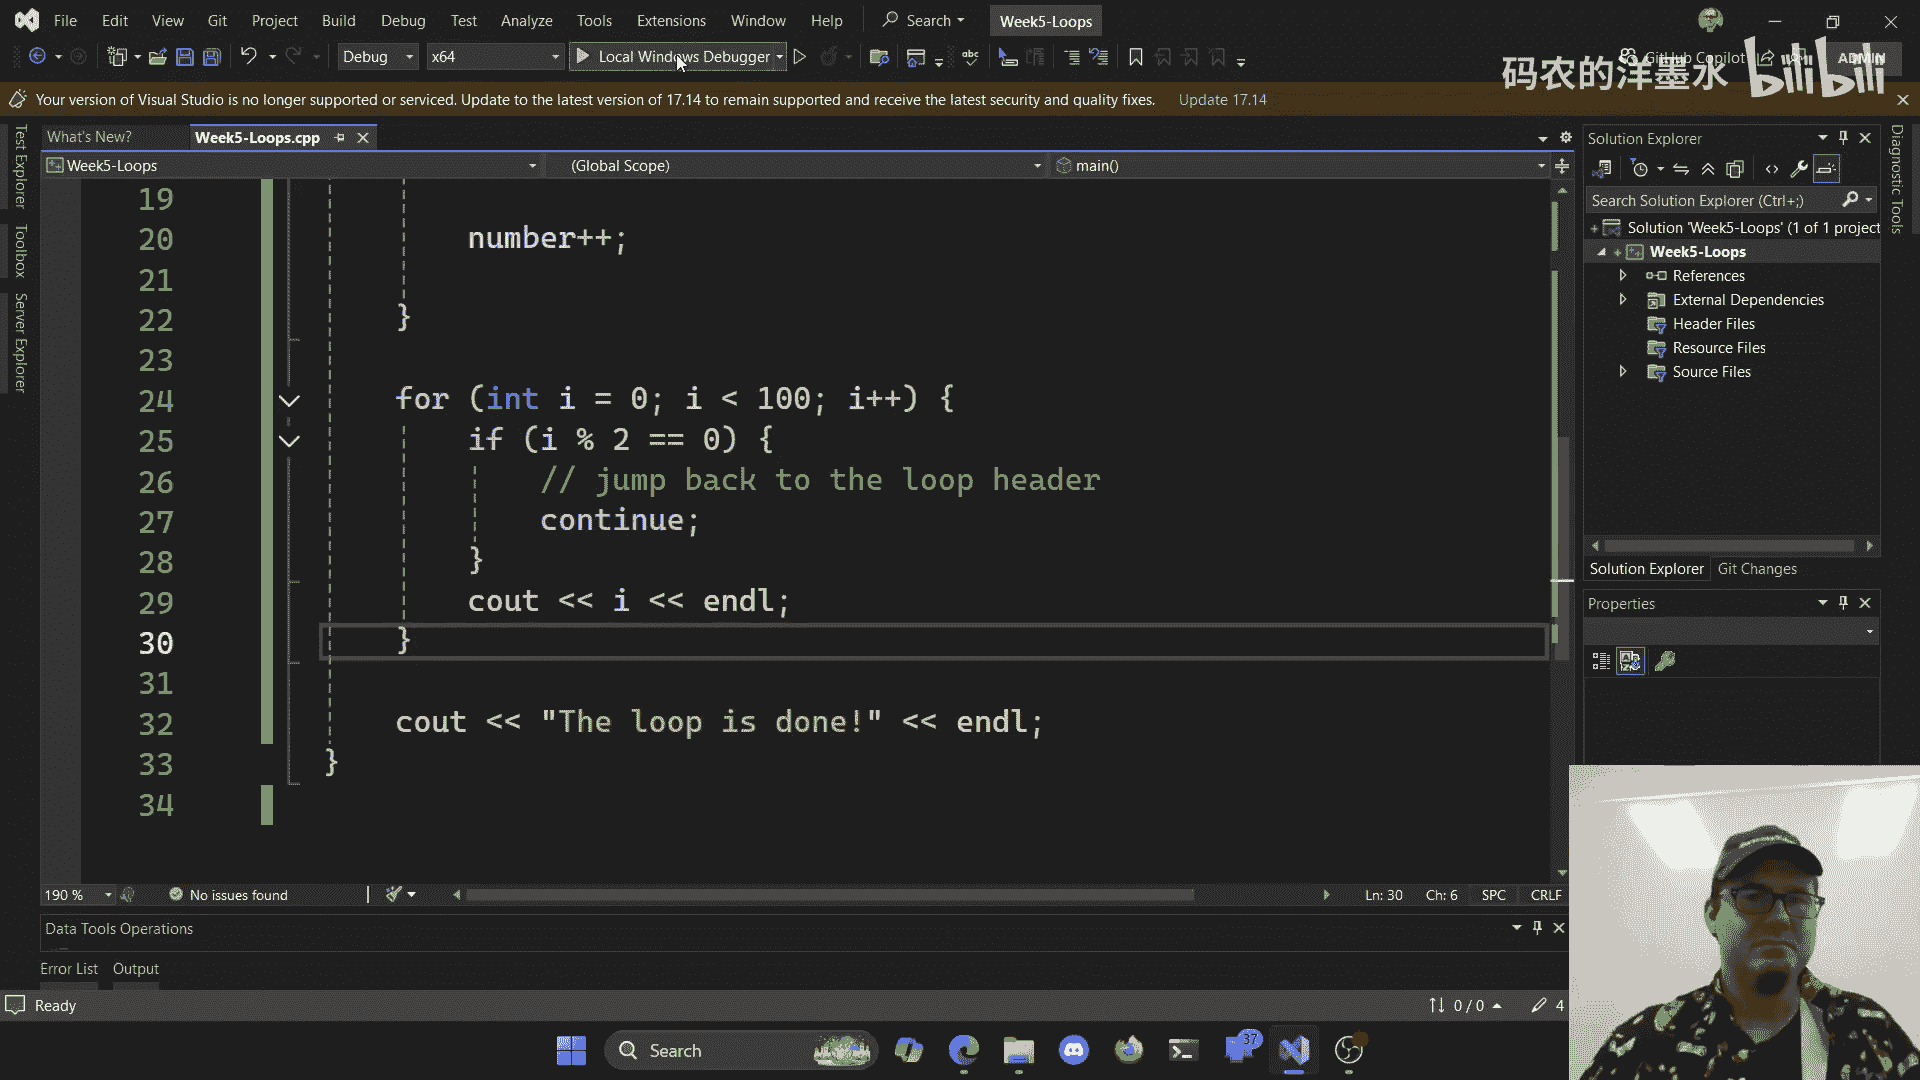 File Edit View Git Project Build Debug Test Analyze Tools Extensions Window Help Search Week5-Loops
Debug x64 Local Windows Debugger GitHub Copilot ADMIN
码农的洋墨水 bilibili
Your version of Visual Studio is no longer supported or serviced. Update to the latest version of 17.14 to remain supported and receive the latest security and quality fixes. Update 17.14
Test Explorer
Toolbox
Server Explorer
What's New? Week5-Loops.cpp
Week5-Loops (Global Scope) main()
19
20 number++;
21
22 }
23
24 for (int i = 0; i < 100; i++) {
25 if (i % 2 == 0) {
26 // jump back to the loop header
27 continue;
28 }
29 cout << i << endl;
30 }
31
32 cout << "The loop is done!" << endl;
33 }
34
190 % No issues found Ln: 30 Ch: 6 SPC CRLF
Data Tools Operations
Error List Output
Solution Explorer
Search Solution Explorer (Ctrl+;)
Solution 'Week5-Loops' (1 of 1 project
Week5-Loops
References
External Dependencies
Header Files
Resource Files
Source Files
Solution Explorer Git Changes
Properties
Diagnostic Tools
Ready 0 / 0 4
Search 37